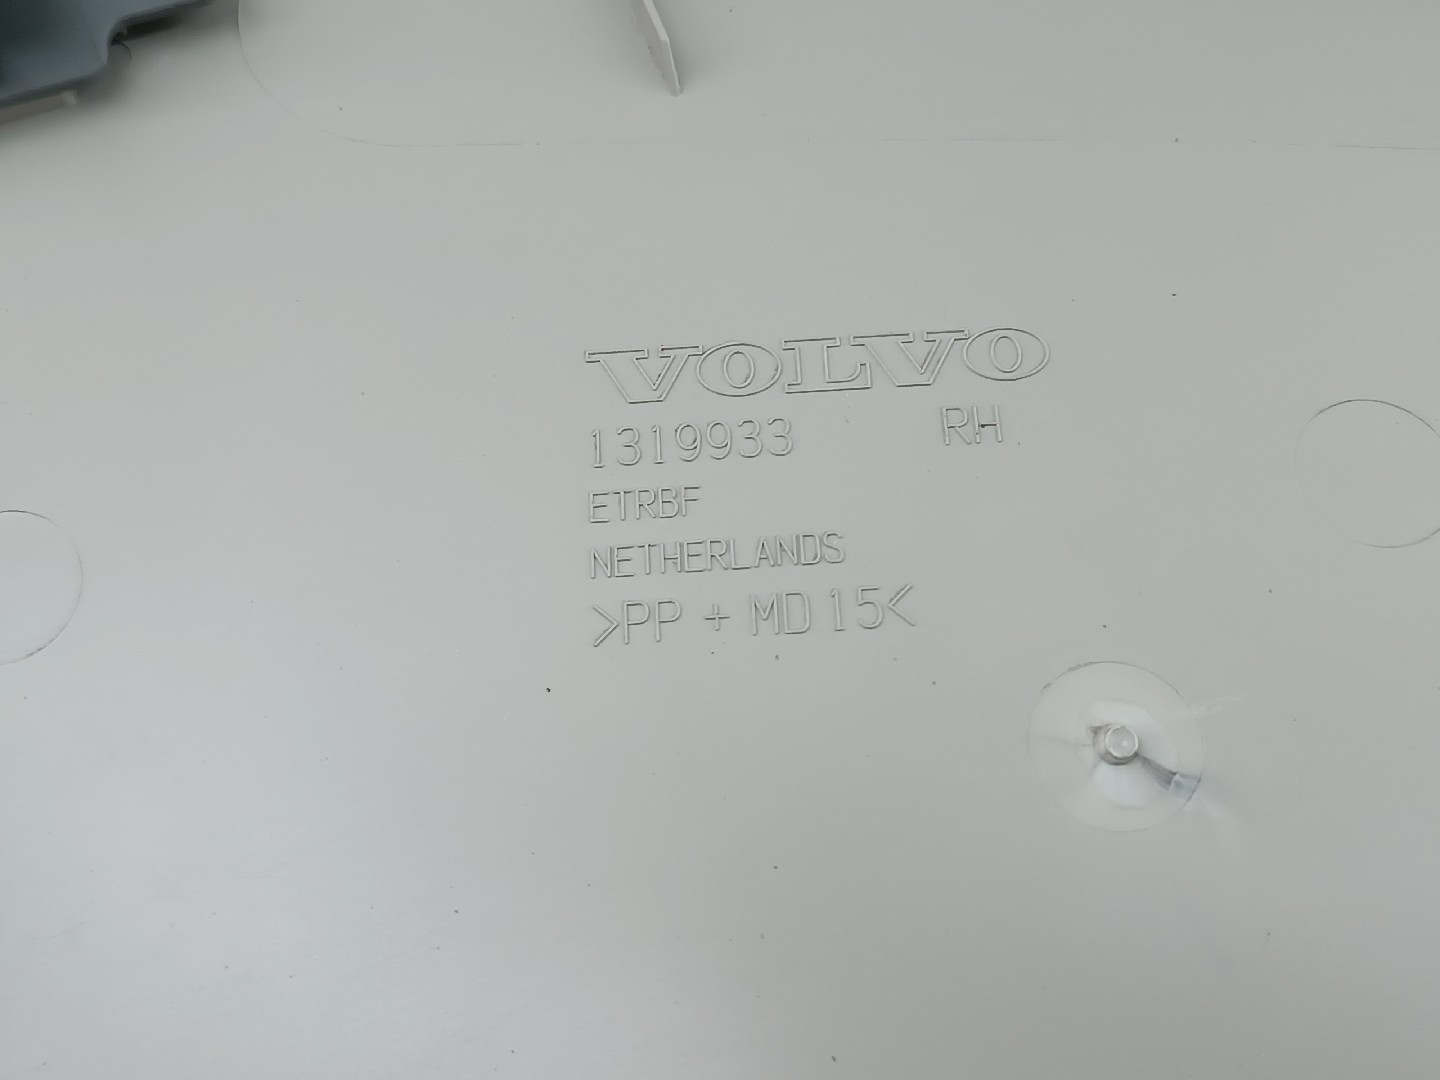 VOLVO
1319933 RH
ETRBF
NETHERLANDS
>PP + MD 15<